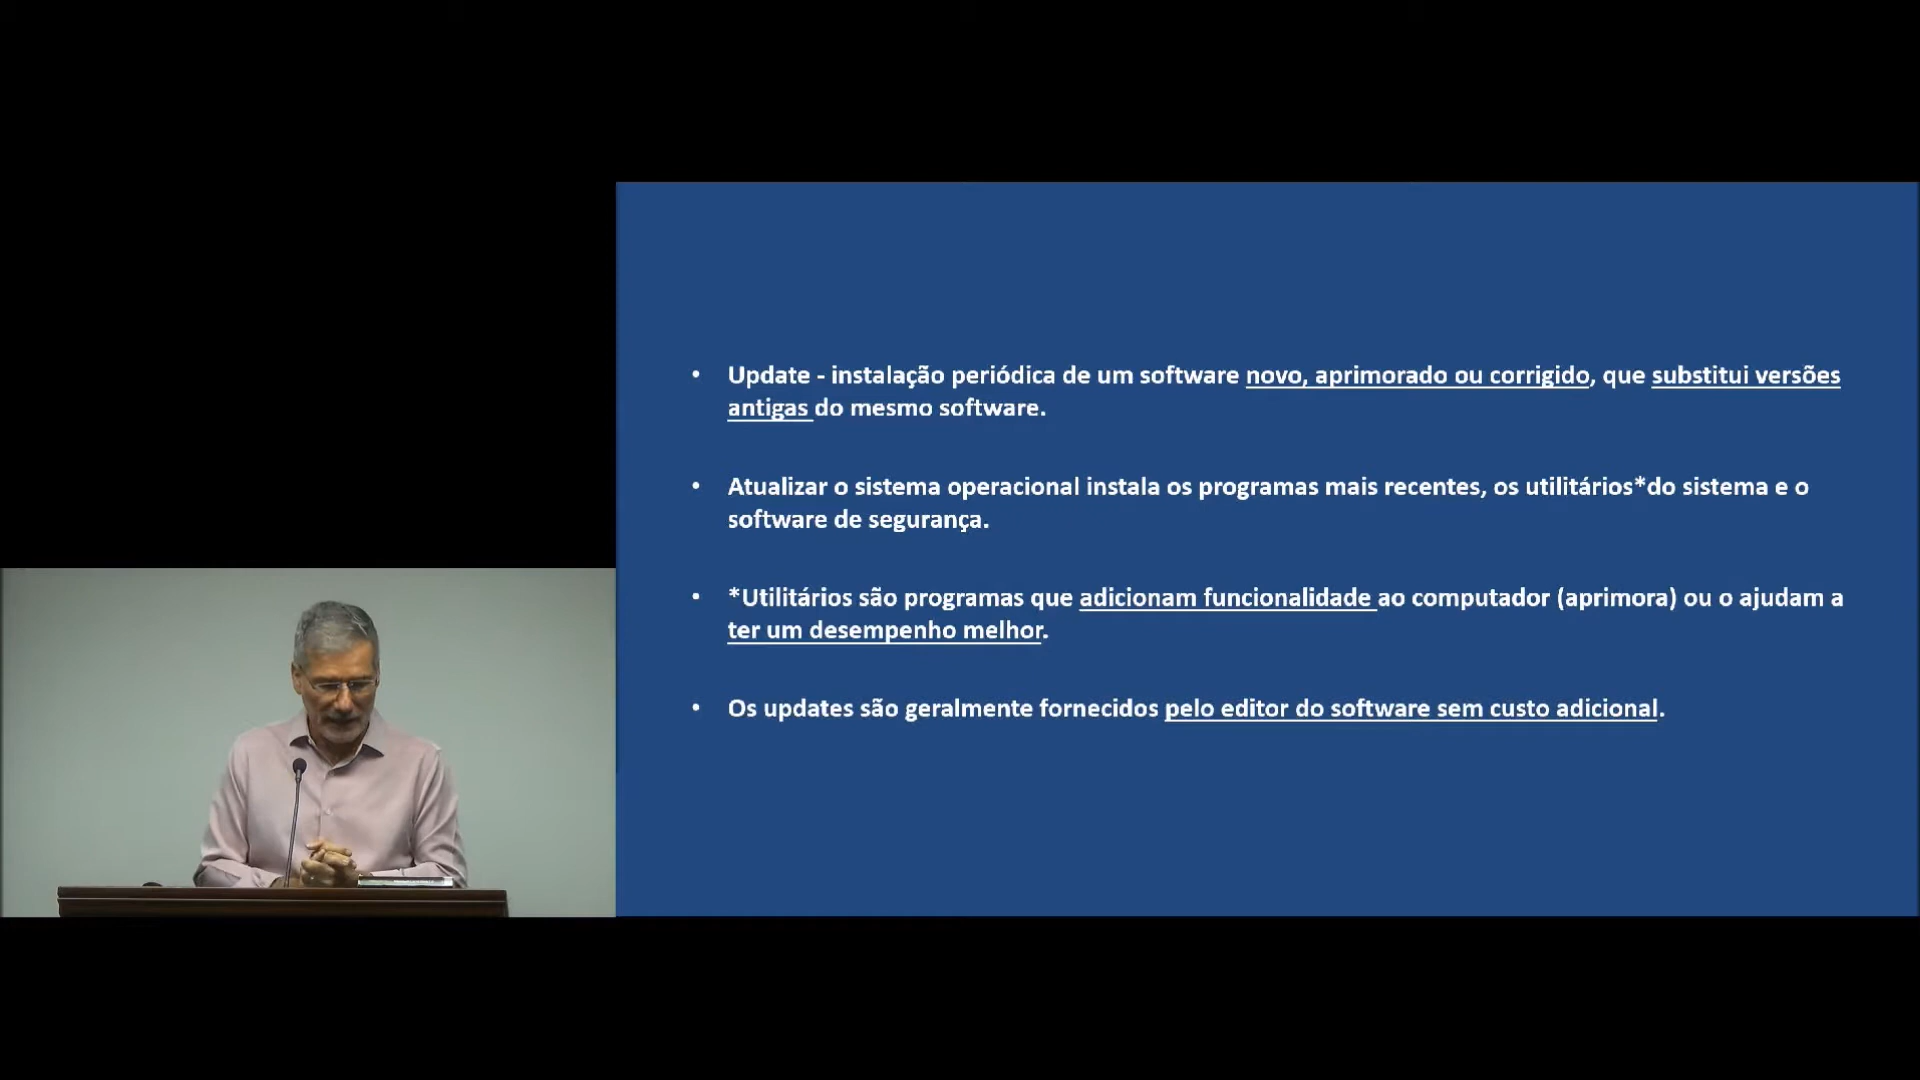 • Update - instalação periódica de um software novo, aprimorado ou corrigido, que substitui versões
antigas do mesmo software.
• Atualizar o sistema operacional instala os programas mais recentes, os utilitários*do sistema e o
software de segurança.
• *Utilitários são programas que adicionam funcionalidade ao computador (aprimora) ou o ajudam a
ter um desempenho melhor.
• Os updates são geralmente fornecidos pelo editor do software sem custo adicional.